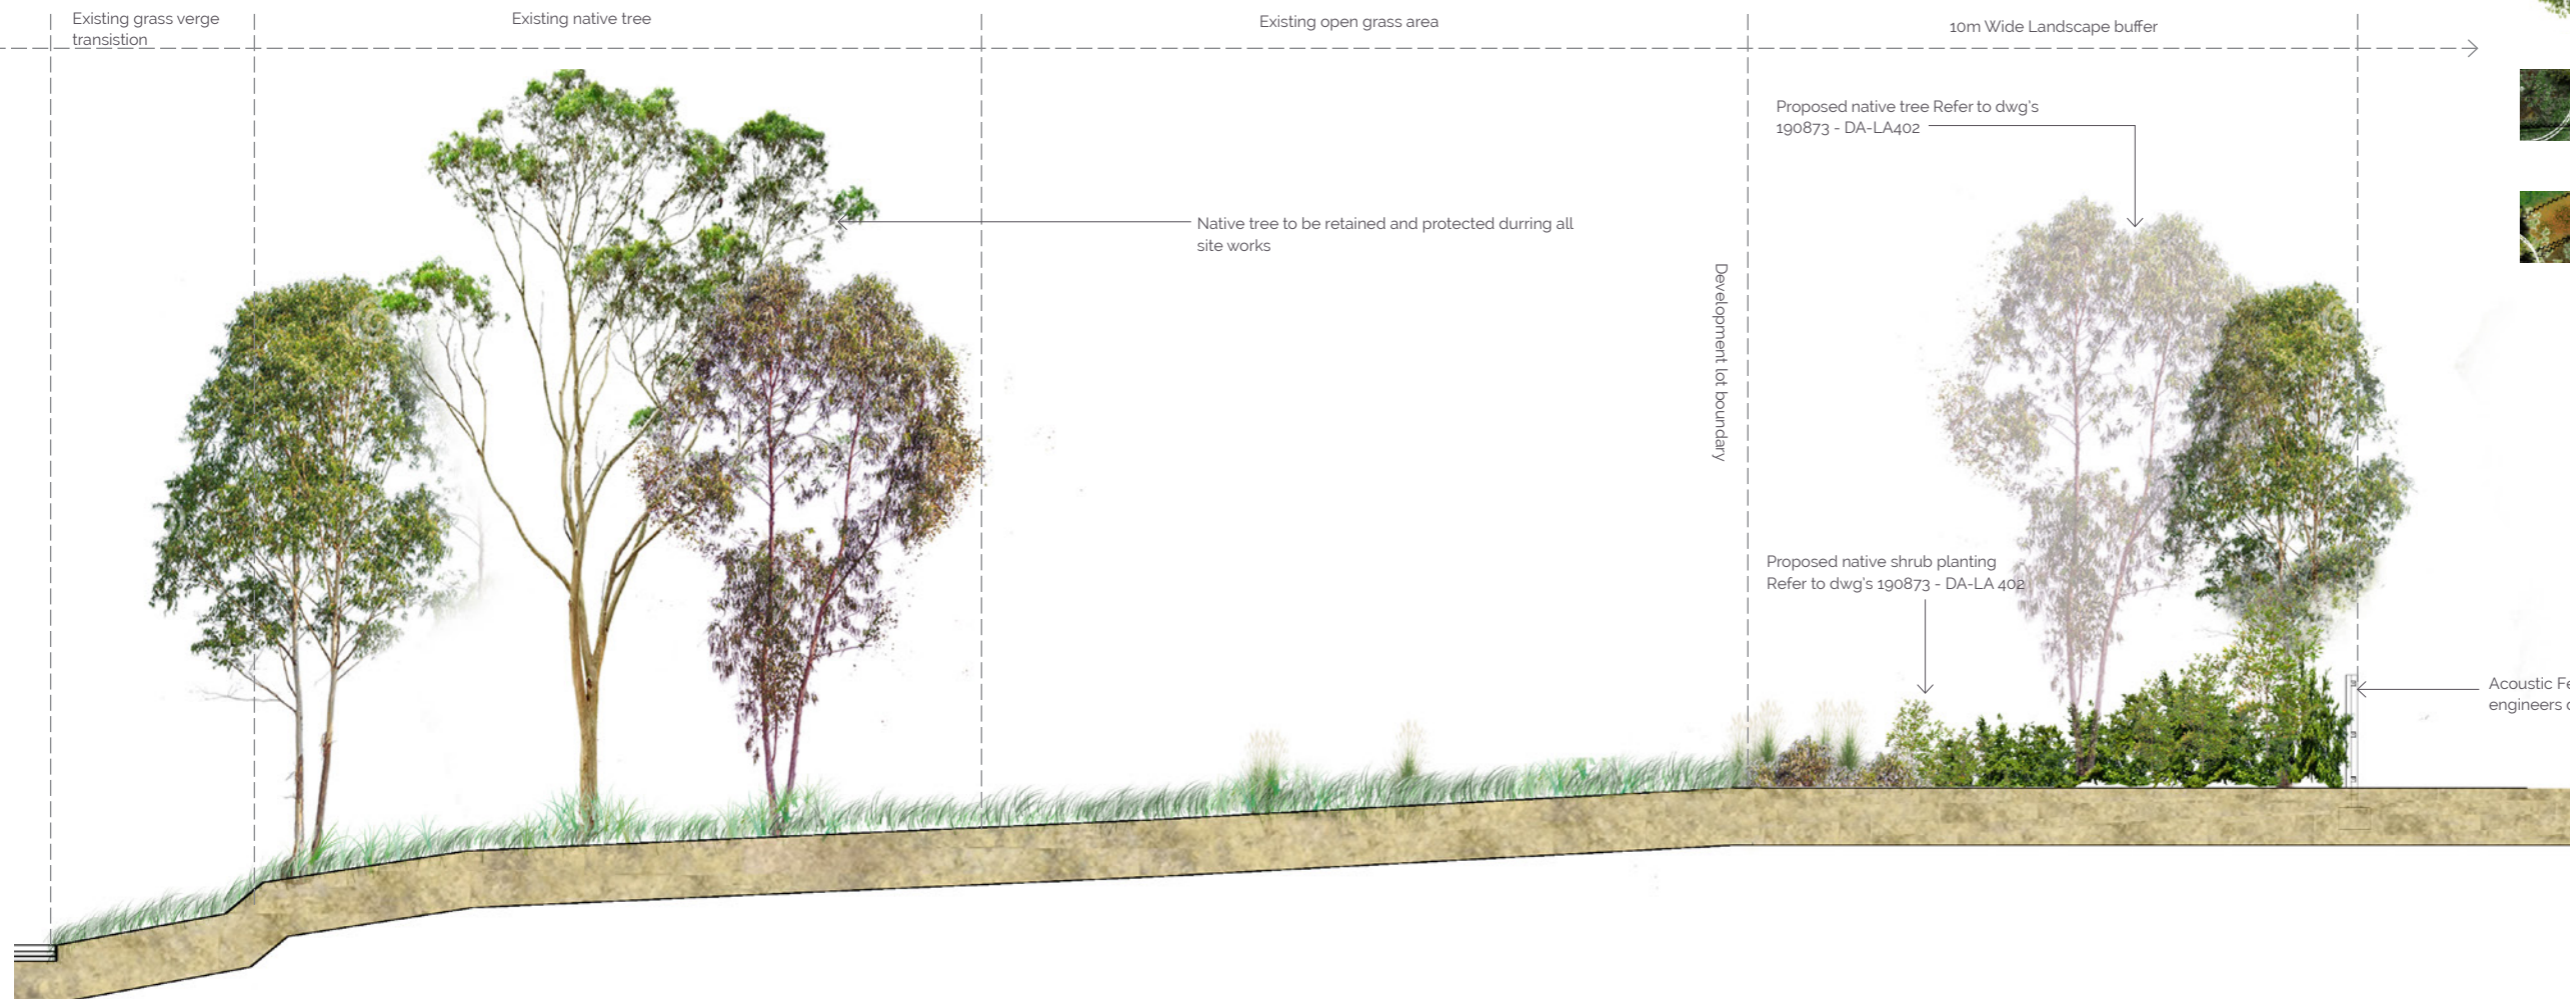 Existing grass verge
transistion
Existing native tree
Existing open grass area
10m Wide Landscape buffer
Proposed native tree Refer to dwg's
190873 - DA-LA402
Native tree to be retained and protected durring all
site works
Development lot boundary
Proposed native shrub planting
Refer to dwg's 190873 - DA-LA 402
Acoustic
engineers